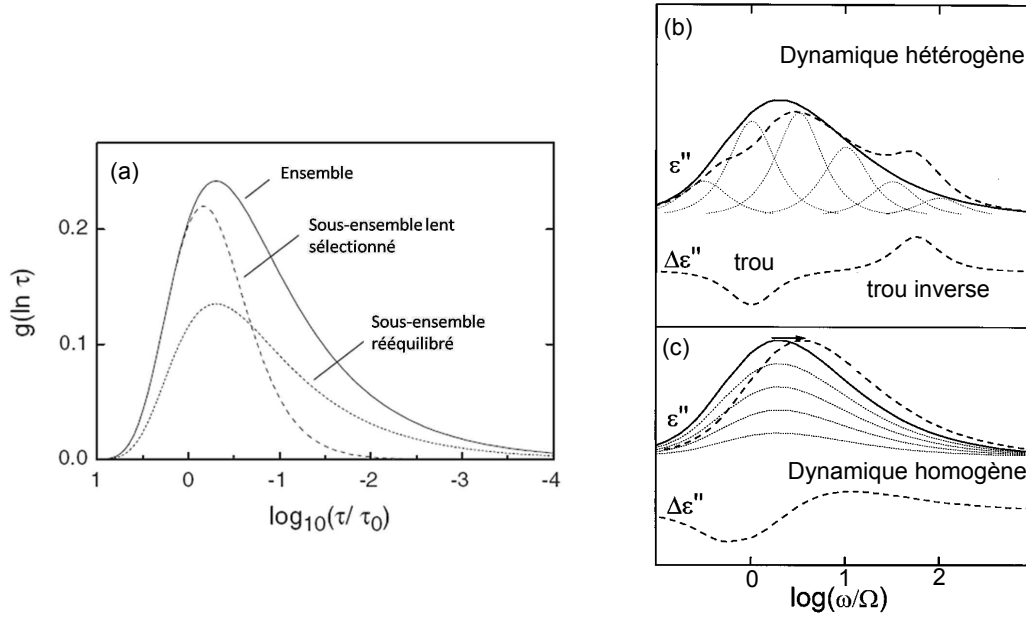 (a)
Ensemble
Sous-ensemble lent
sélectionné
Sous-ensemble
rééquilibré
g(ln τ)
0.2
0.1
0.0
1 0 -1 -2 -3 -4
log10(τ/ τ0)
(b)
Dynamique hétérogène
ε"
Δε"
trou
trou inverse
(c)
ε"
Dynamique homogène
Δε"
0 1 2
log(ω/Ω)